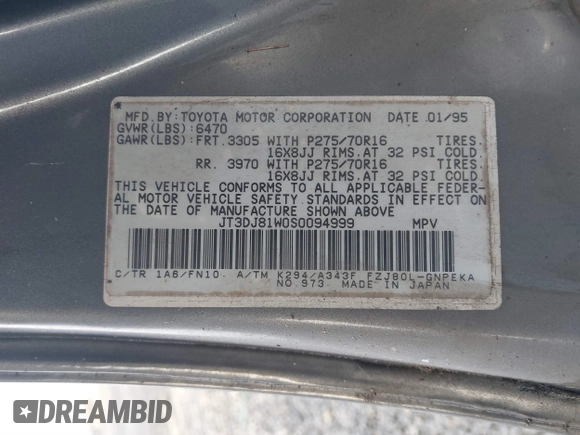 MFD.BY:TOYOTA MOTOR CORPORATION DATE 01/95
GVWR(LBS):6470
GAWR(LBS):FRT.3305 WITH P275/70R16 TIRES.
16X8JJ RIMS.AT 32 PSI COLD.
RR. 3970 WITH P275/70R16 TIRES.
16X8JJ RIMS.AT 32 PSI COLD.
THIS VEHICLE CONFORMS TO ALL APPLICABLE FEDER-
AL MOTOR VEHICLE SAFETY STANDARDS IN EFFECT ON
THE DATE OF MANUFACTURE SHOWN ABOVE.
JT3DJ81W0S0094999 MPV
C/TR 1A6/FN10 A/TM K294/A343F FZJ80L-GNPEKA
NO.973 MADE IN JAPAN
DREAMBID